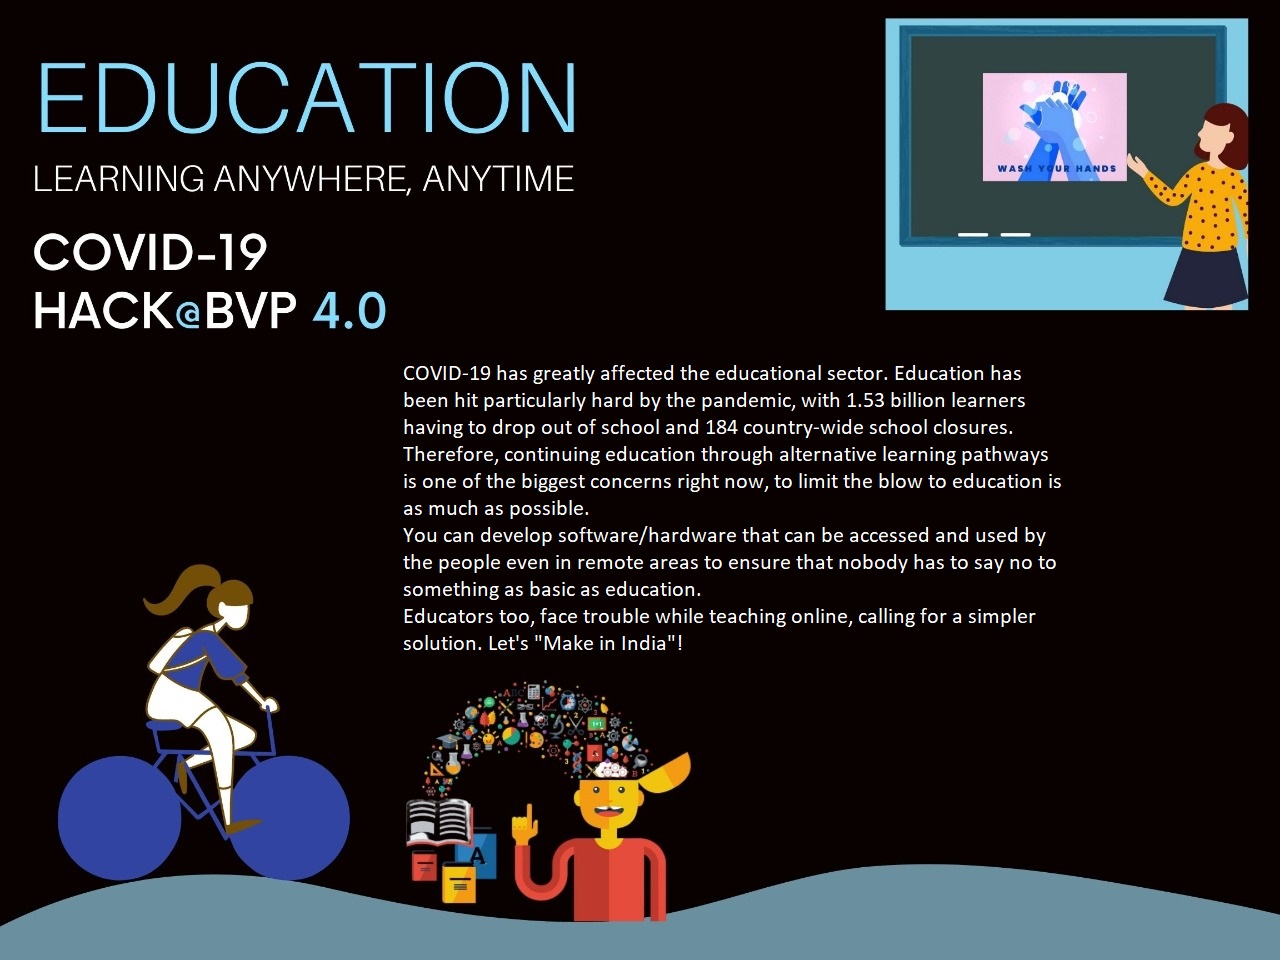 EDUCATION
LEARNING ANYWHERE, ANYTIME
COVID-19
HACK@BVP 4.0
WASH YOUR HANDS
COVID-19 has greatly affected the educational sector. Education has
been hit particularly hard by the pandemic, with 1.53 billion learners
having to drop out of school and 184 country-wide school closures.
Therefore, continuing education through alternative learning pathways
is one of the biggest concerns right now, to limit the blow to education is
as much as possible.
You can develop software/hardware that can be accessed and used by
the people even in remote areas to ensure that nobody has to say no to
something as basic as education.
Educators too, face trouble while teaching online, calling for a simpler
solution. Let's "Make in India"!
A